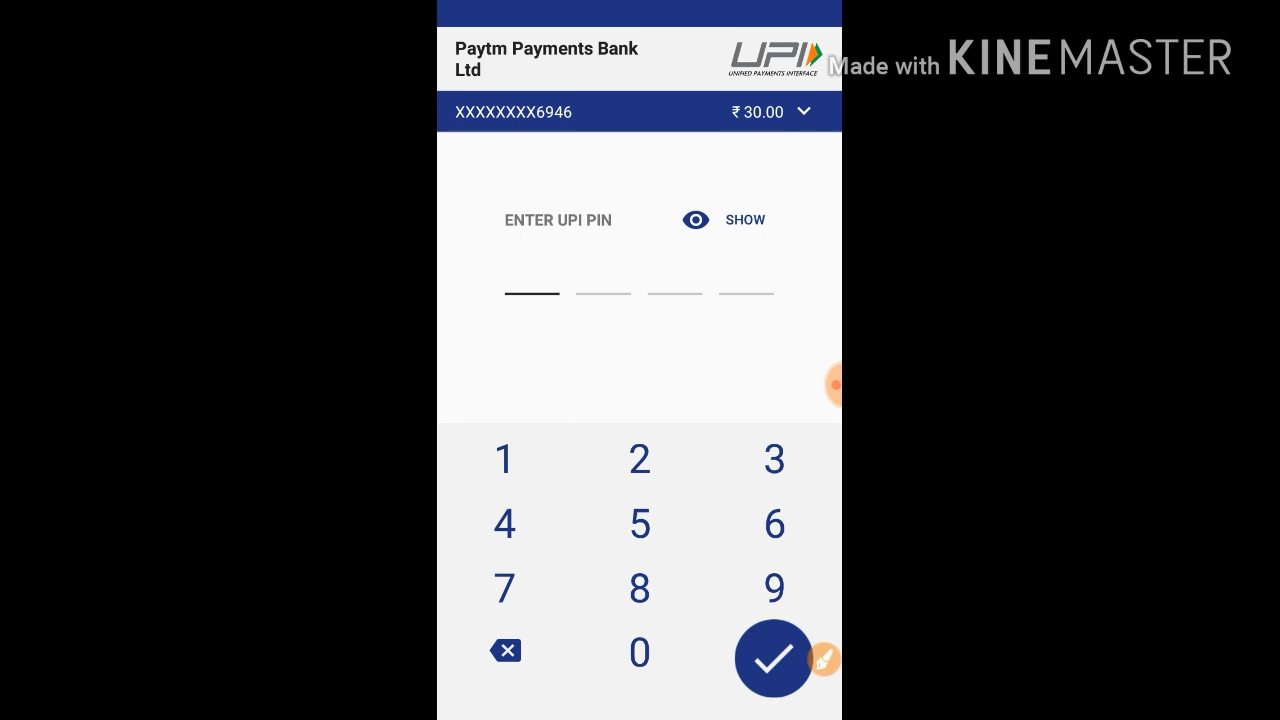 Paytm Payments Bank
Ltd
UPI
UNIFIED PAYMENTS INTERFACE
Made with KINEMASTER
XXXXXXXX6946
₹ 30.00
ENTER UPI PIN
SHOW
1 2 3
4 5 6
7 8 9
0